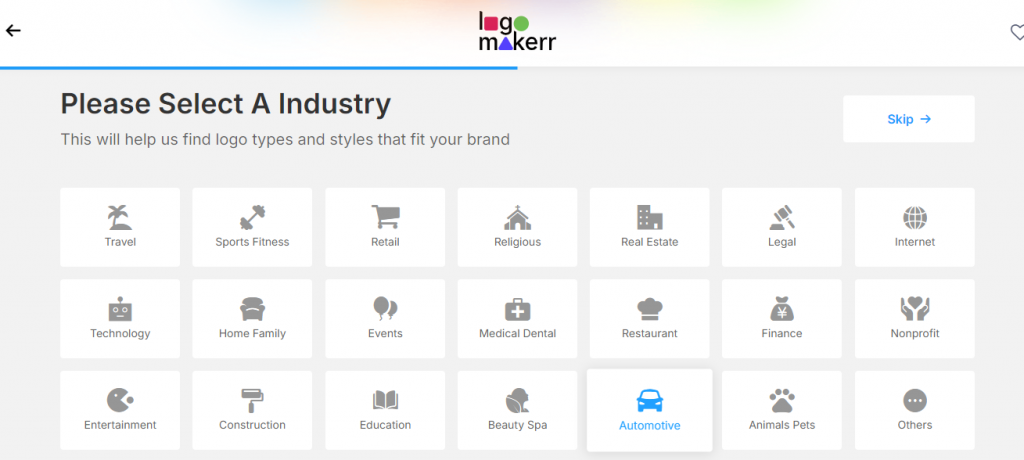 logo
makerr
Please Select A Industry
This will help us find logo types and styles that fit your brand
Skip →
Travel
Sports Fitness
Retail
Religious
Real Estate
Legal
Internet
Technology
Home Family
Events
Medical Dental
Restaurant
¥
Finance
Nonprofit
Entertainment
Construction
Education
Beauty Spa
Automotive
Animals Pets
Others